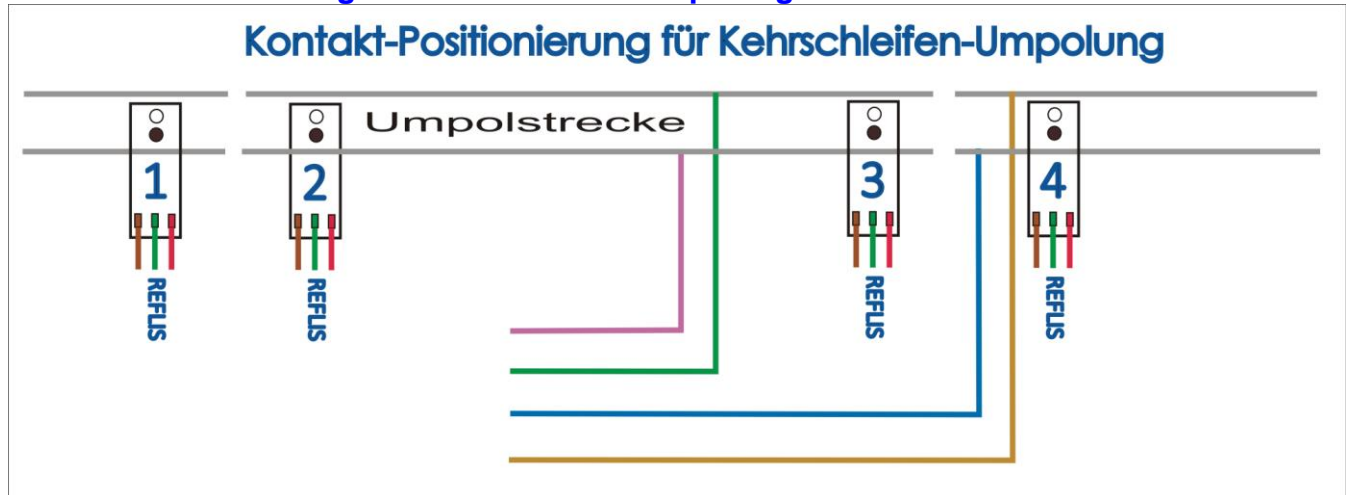 Kontakt-Positionierung für Kehrschleifen-Umpolung
Umpolstrecke
1
2
3
4
REFLIS
REFLIS
REFLIS
REFLIS